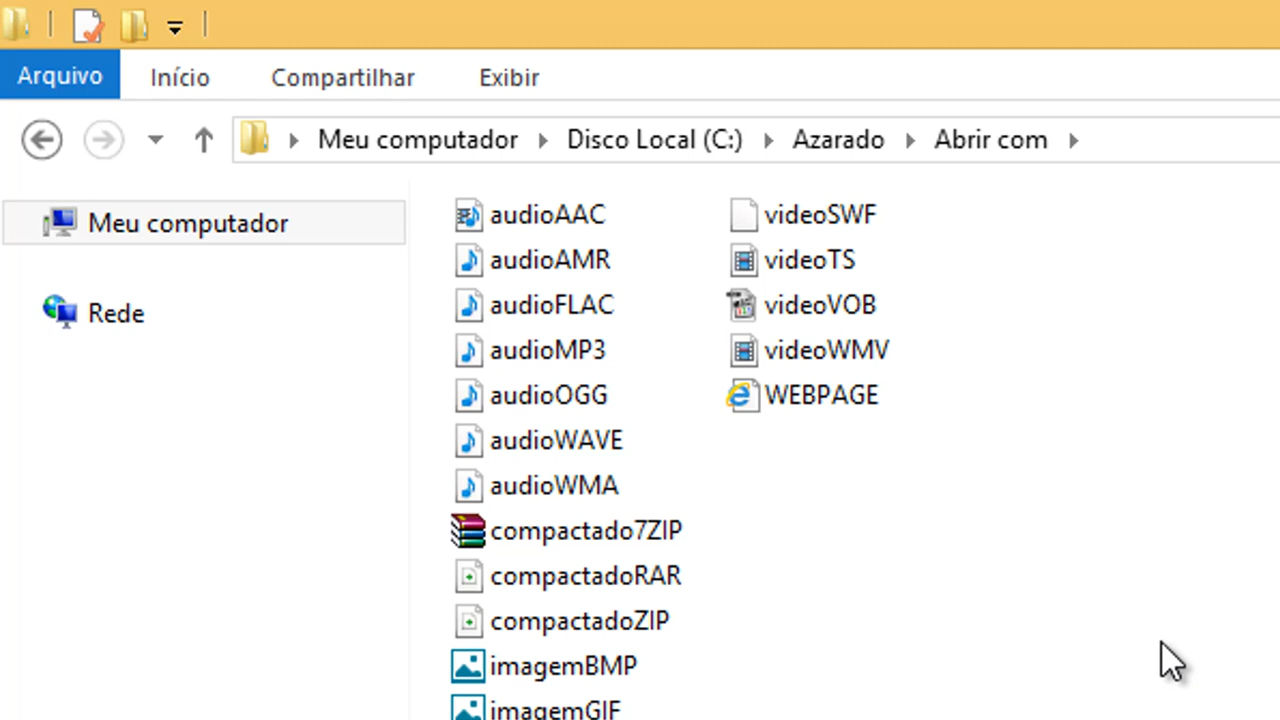 Arquivo Início Compartilhar Exibir
Meu computador Disco Local (C:) Azarado Abrir com
Meu computador
Rede
audioAAC
audioAMR
audioFLAC
audioMP3
audioOGG
audioWAVE
audioWMA
compactado7ZIP
compactadoRAR
compactadoZIP
imagemBMP
imagemGIF
videoSWF
videoTS
videoVOB
videoWMV
WEBPAGE